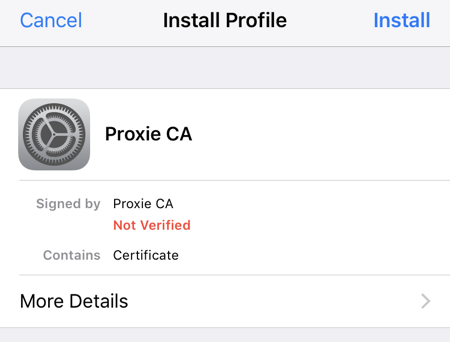 Cancel Install Profile Install
Proxie CA
Signed by Proxie CA
Not Verified
Contains Certificate
More Details